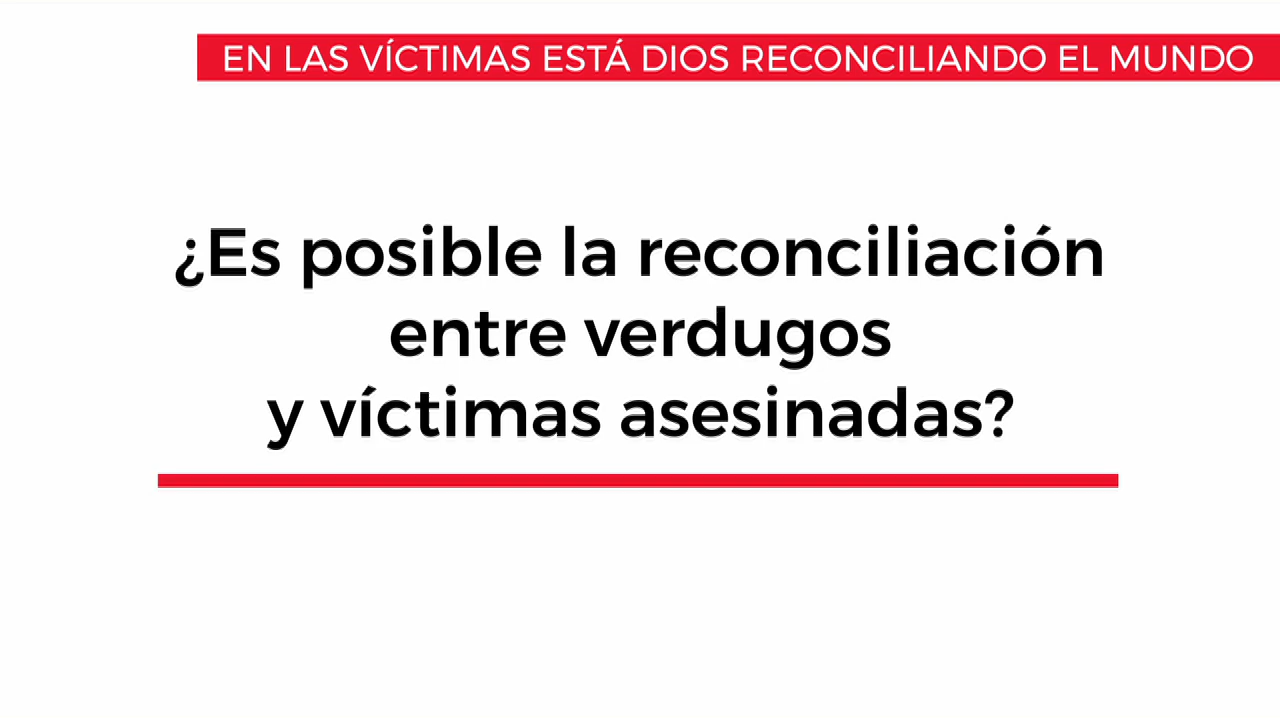 EN LAS VÍCTIMAS ESTÁ DIOS RECONCILIANDO EL MUNDO
¿Es posible la reconciliación
entre verdugos
y víctimas asesinadas?